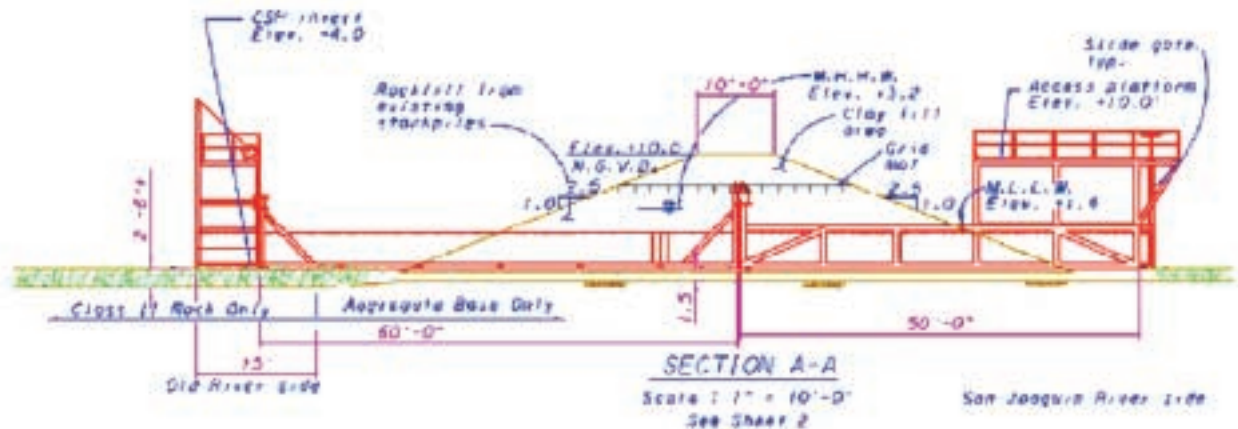 CSP invert
Elev. -4.0
Rockfill from
existing
stockpiles
10'-0"
M.H.H.W.
Elev. +3.2
Clay fill
area
Slide gate,
typ.
Access platform
Elev. +10.0'
Elev. +10.0
N.G.V.D.
Grid
mat
2.5
1.0
2.5
1.0
M.L.L.W.
Elev.
1.5
Class II Rock Only
Aggregate Base Only
60'-0"
50'-0"
15'
Old River side
SECTION A-A
Scale : 1" = 10'-0"
See Sheet 2
San Joaquin River side